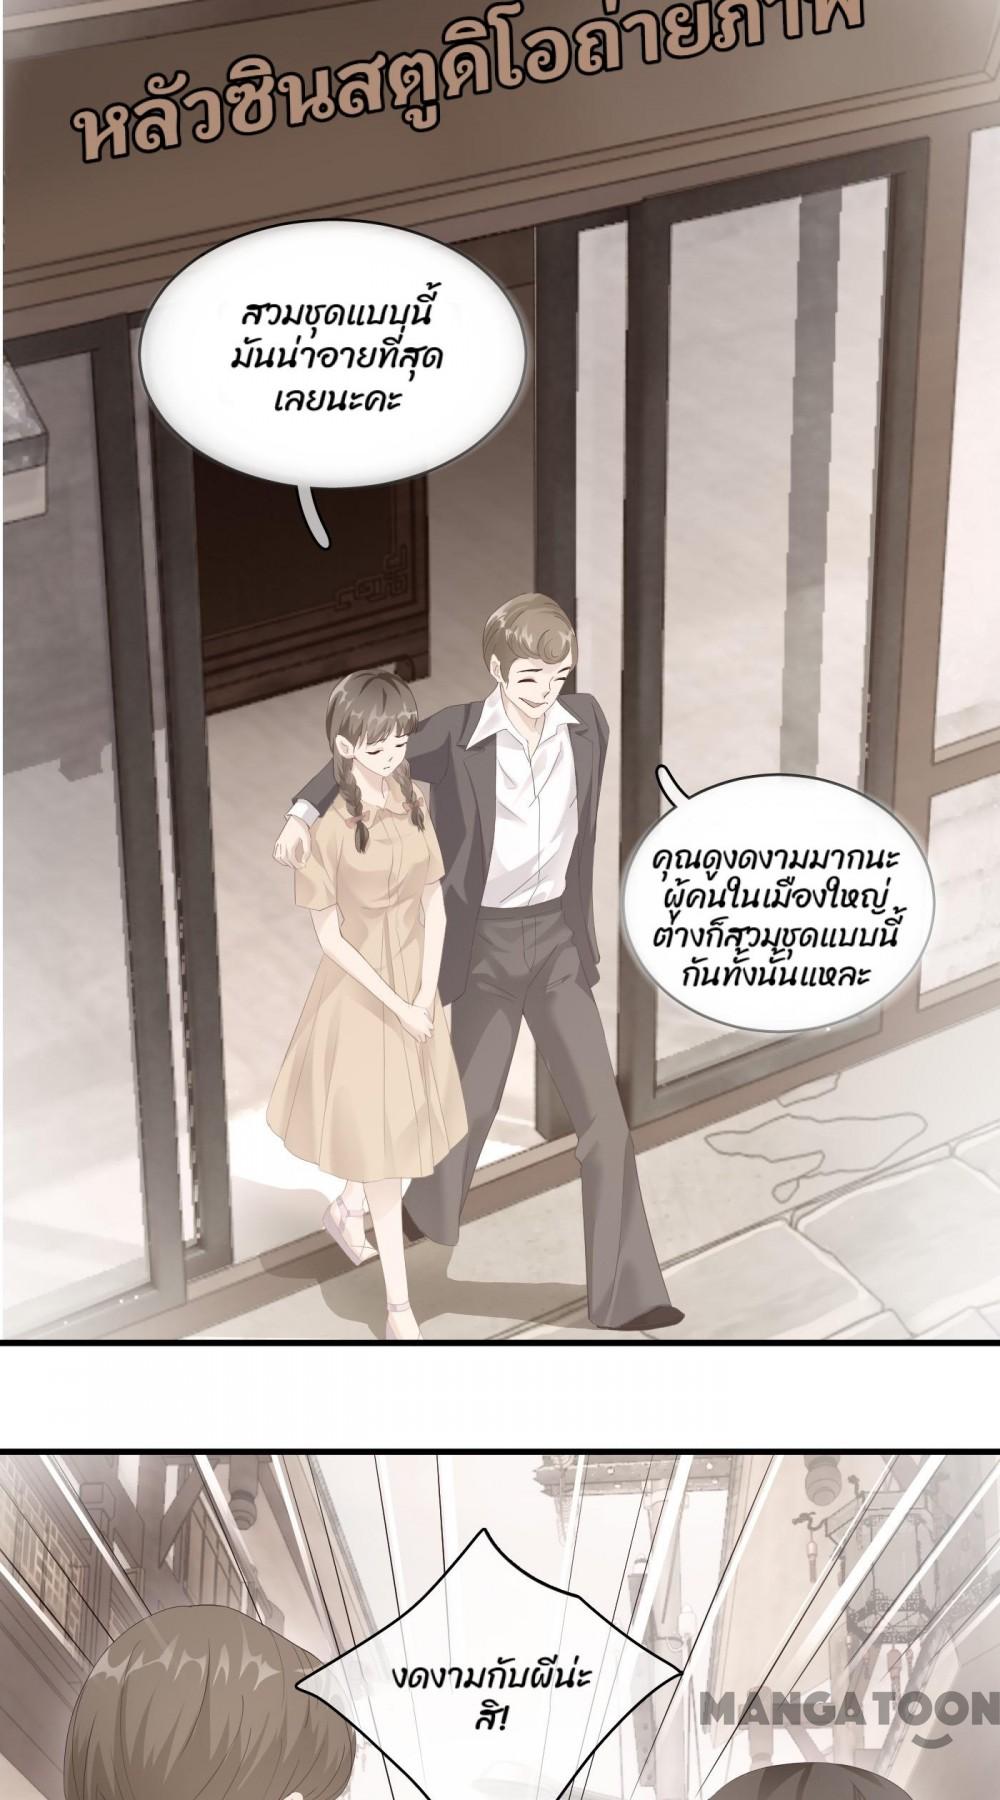 หลัวซินสตูดิโอถ่ายภาพ
สวมชุดแบบนี้
มันน่าอายที่สุด
เลยนะคะ
คุณดูงดงามมากนะ
ผู้คนในเมืองใหญ่
ต่างก็สวมชุดแบบนี้
กันทั้งนั้นแหละ
งดงามกับผีน่ะ
สิ!
MANGATOON